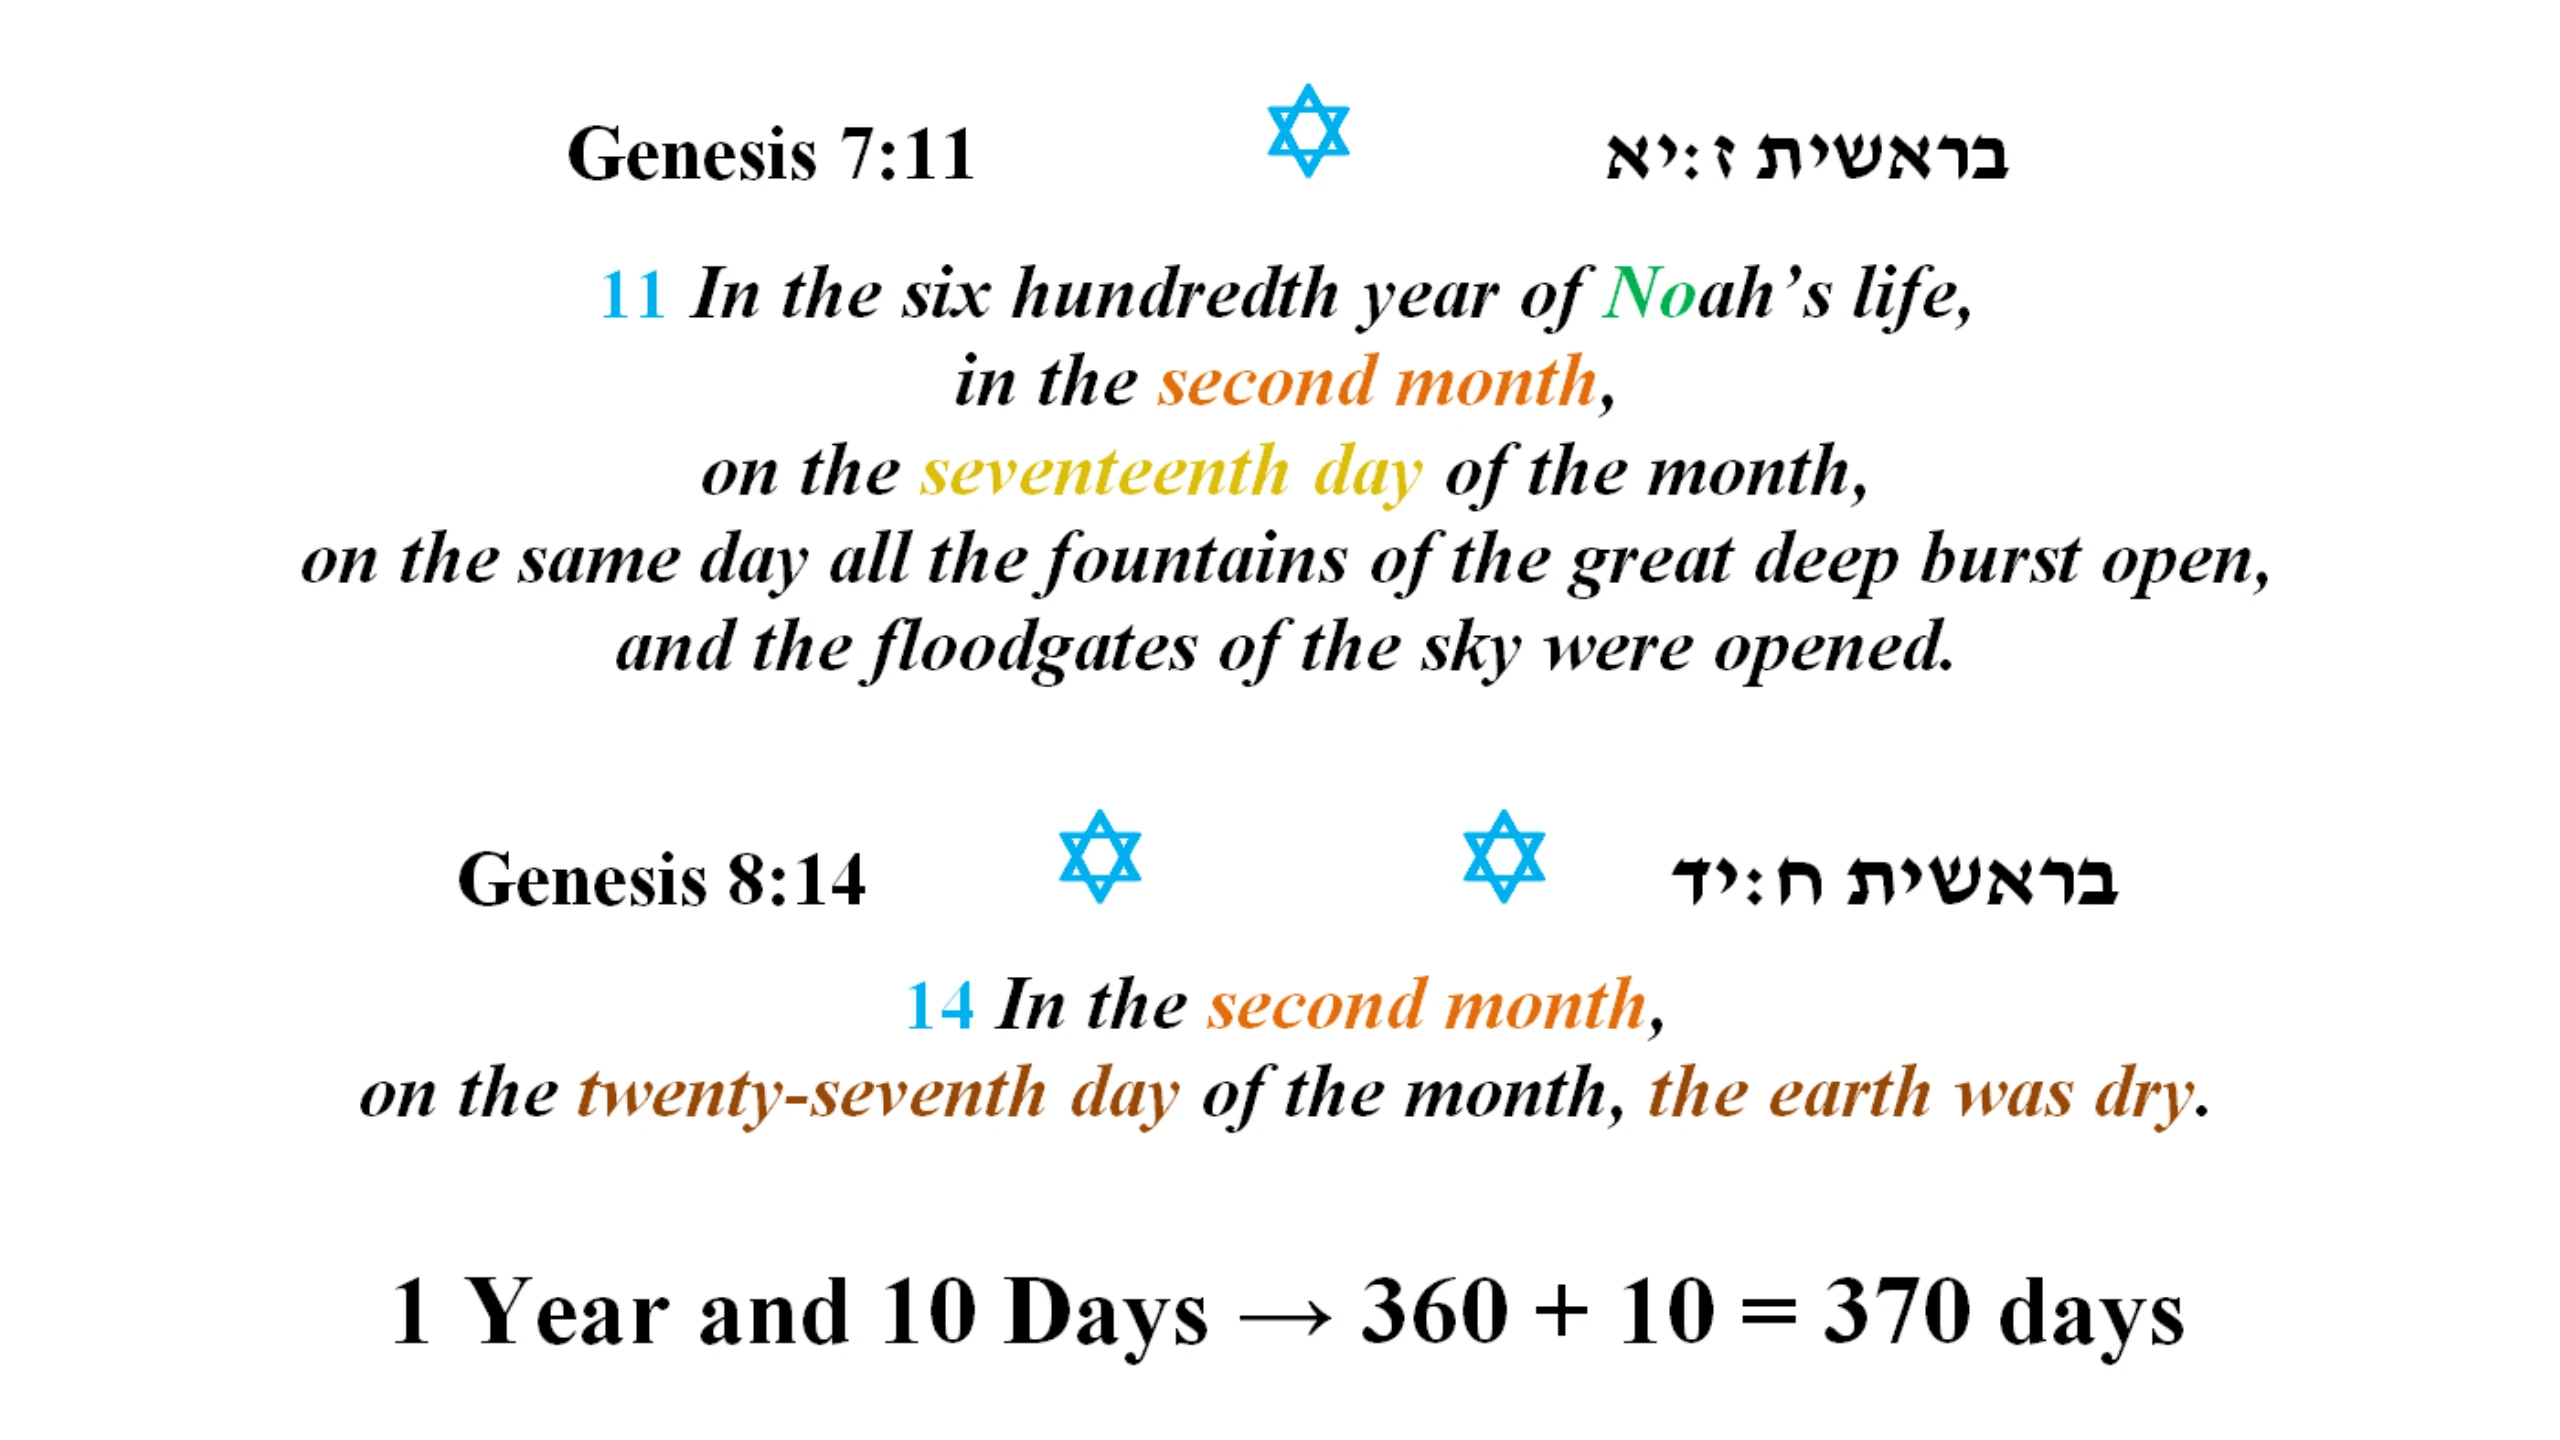 Genesis 7:11 בראשית ז:יא
11 In the six hundredth year of Noah’s life,
in the second month,
on the seventeenth day of the month,
on the same day all the fountains of the great deep burst open,
and the floodgates of the sky were opened.
Genesis 8:14 בראשית ח:יד
14 In the second month,
on the twenty-seventh day of the month, the earth was dry.
1 Year and 10 Days → 360 + 10 = 370 days